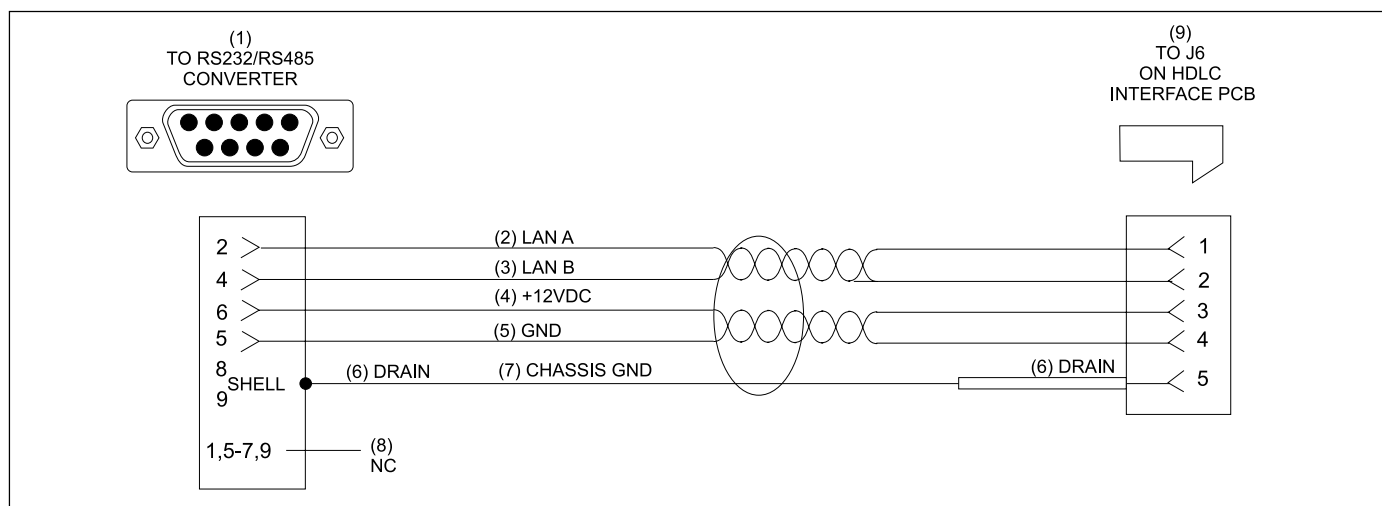 (1)
TO RS232/RS485
CONVERTER
(9)
TO J6
ON HDLC
INTERFACE PCB
2
(2) LAN A
1
4
(3) LAN B
2
6
(4) +12VDC
3
5
(5) GND
4
8
SHELL
9
(6) DRAIN
(7) CHASSIS GND
(6) DRAIN
5
1,5-7,9
(8)
NC